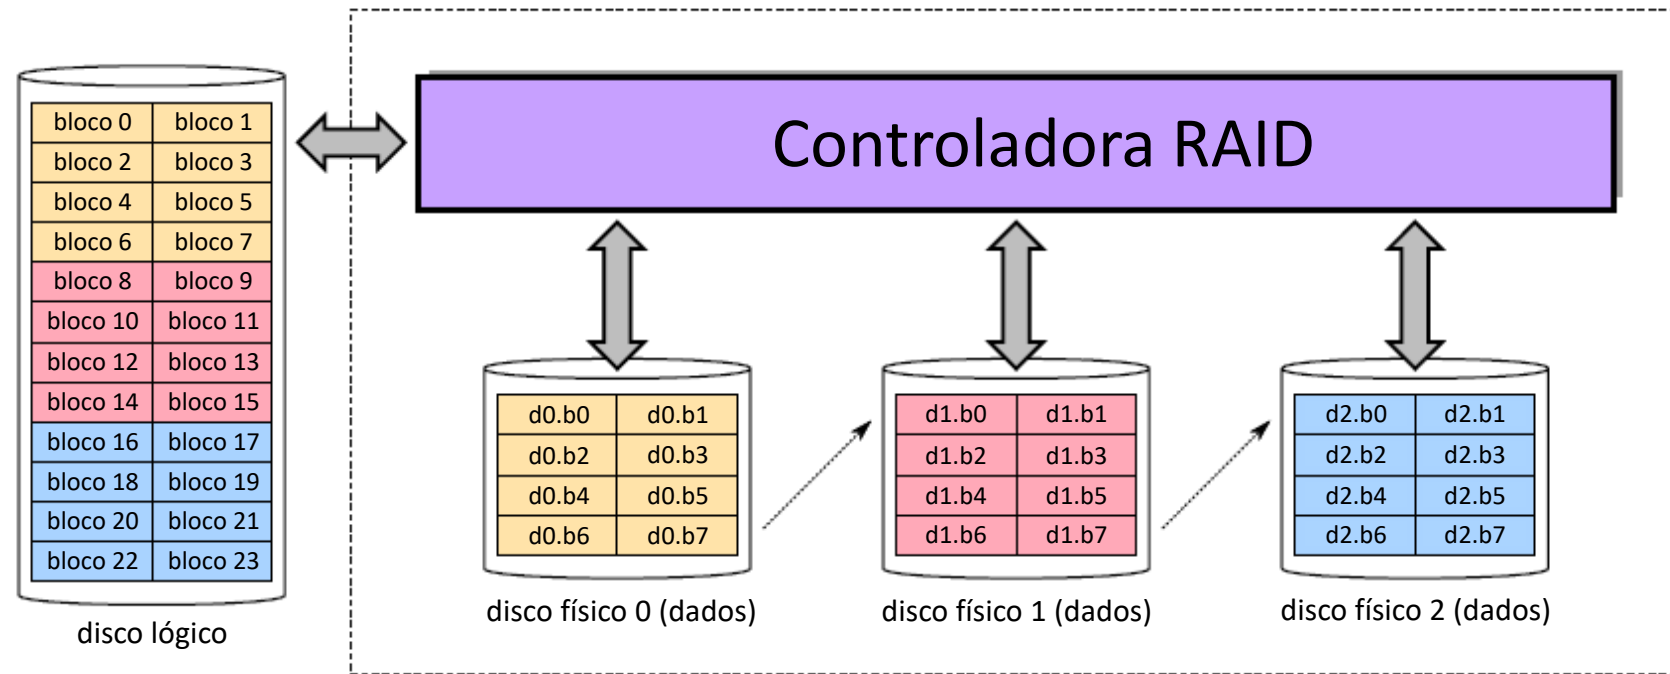 bloco 0 bloco 1
bloco 2 bloco 3
bloco 4 bloco 5
bloco 6 bloco 7
bloco 8 bloco 9
bloco 10 bloco 11
bloco 12 bloco 13
bloco 14 bloco 15
bloco 16 bloco 17
bloco 18 bloco 19
bloco 20 bloco 21
bloco 22 bloco 23
disco lógico
Controladora RAID
d0.b0 d0.b1
d0.b2 d0.b3
d0.b4 d0.b5
d0.b6 d0.b7
disco físico 0 (dados)
d1.b0 d1.b1
d1.b2 d1.b3
d1.b4 d1.b5
d1.b6 d1.b7
disco físico 1 (dados)
d2.b0 d2.b1
d2.b2 d2.b3
d2.b4 d2.b5
d2.b6 d2.b7
disco físico 2 (dados)